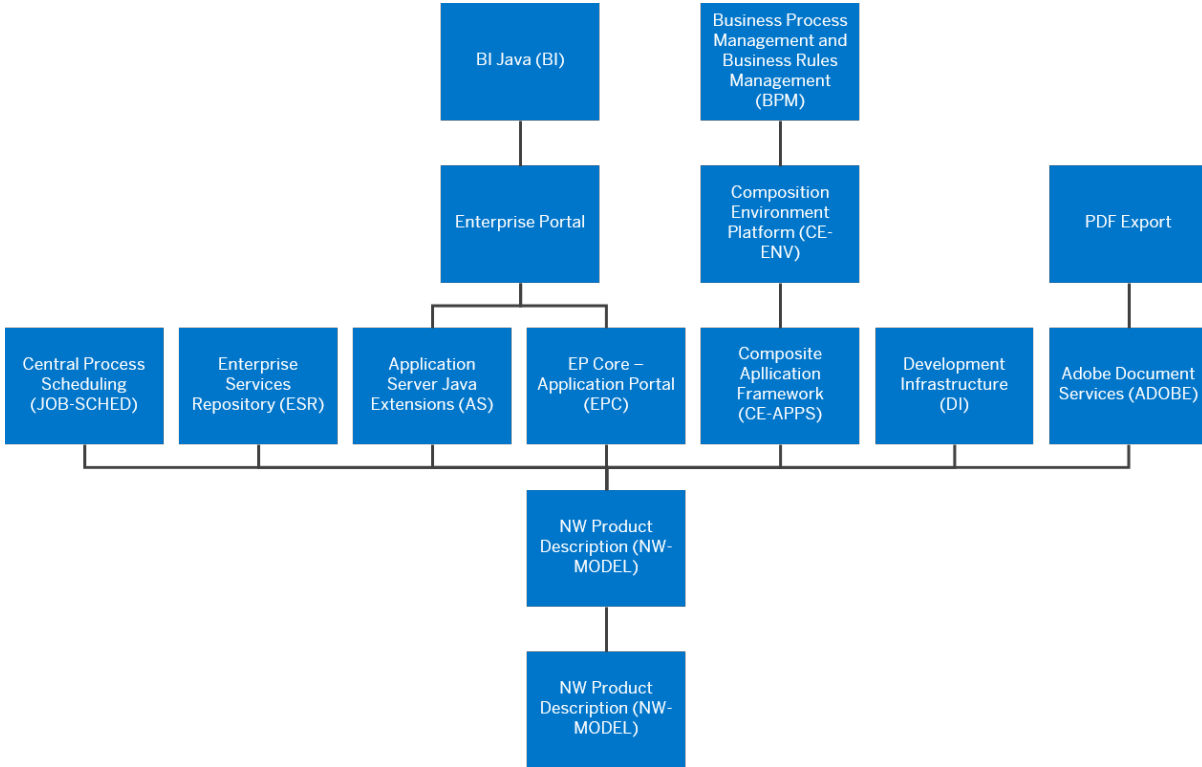 BI Java (BI)
Business Process
Management and
Business Rules
Management
(BPM)
Enterprise Portal
Composition
Environment
Platform (CE-
ENV)
PDF Export
Central Process
Scheduling
(JOB-SCHED)
Enterprise
Services
Repository (ESR)
Application
Server Java
Extensions (AS)
EP Core –
Application Portal
(EPC)
Composite
Apllication
Framework
(CE-APPS)
Development
Infrastructure
(DI)
Adobe Document
Services (ADOBE)
NW Product
Description (NW-
MODEL)
NW Product
Description (NW-
MODEL)